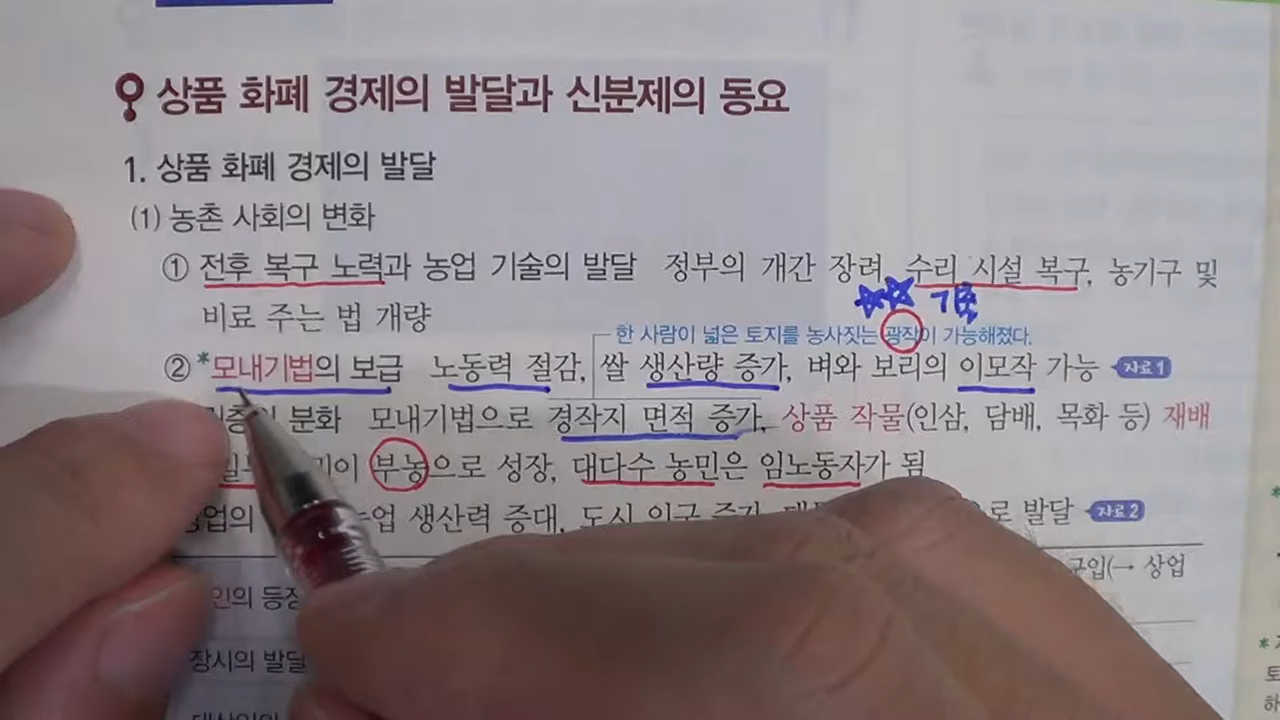 상품 화폐 경제의 발달과 신분제의 동요
1. 상품 화폐 경제의 발달
(1) 농촌 사회의 변화
① 전후 복구 노력과 농업 기술의 발달 정부의 개간 장려, 수리 시설 복구, 농기구 및
비료 주는 법 개량
한 사람이 넓은 토지를 농사짓는 광작이 가능해졌다.
② *모내기법의 보급 노동력 절감, 쌀 생산량 증가, 벼와 보리의 이모작 가능 자료 1
분화 모내기법으로 경작지 면적 증가, 상품 작물(인삼, 담배, 목화 등) 재배
부농으로 성장, 대다수 농민은 임노동자가 됨
생산력 증대, 도시 인구 증가, 발달 자료 2
구입(→ 상업
등장
장시의 발달